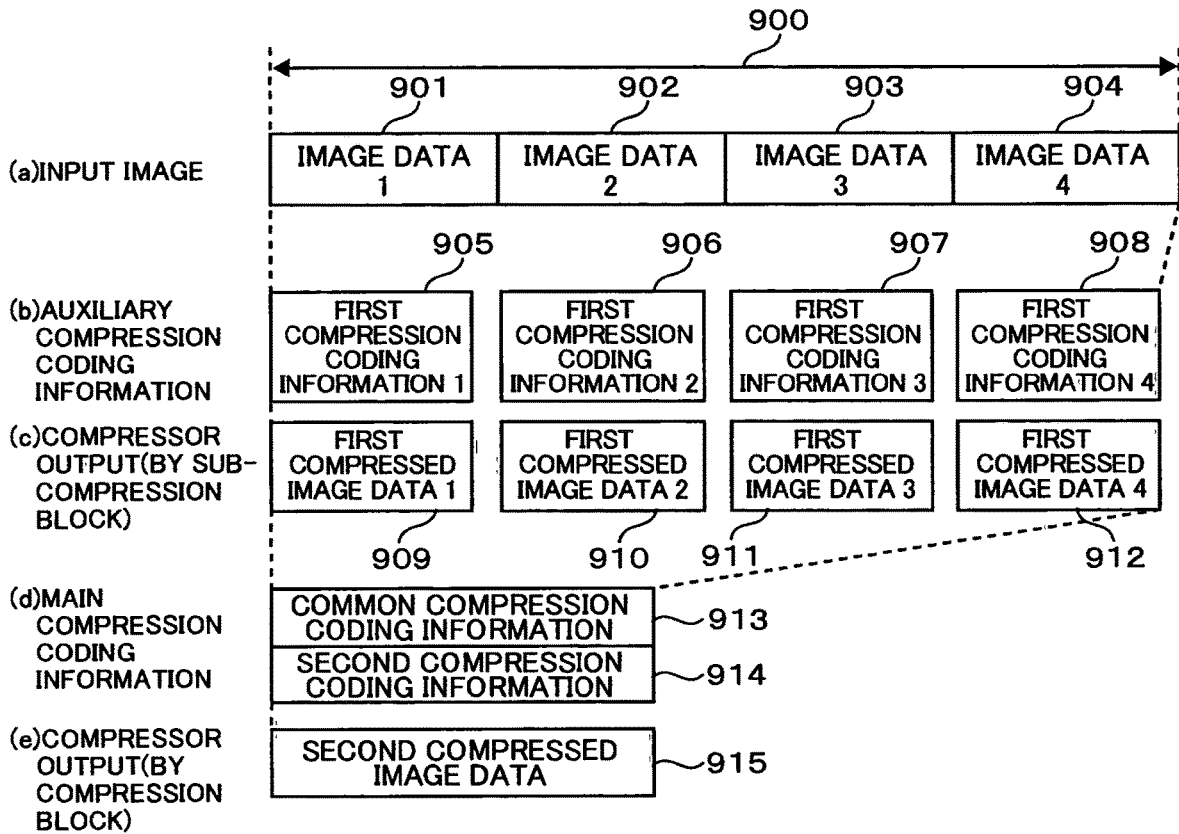 900
901 902 903 904
(a)INPUT IMAGE
IMAGE DATA 1
IMAGE DATA 2
IMAGE DATA 3
IMAGE DATA 4
905 906 907 908
(b)AUXILIARY
COMPRESSION
CODING
INFORMATION
FIRST
COMPRESSION
CODING
INFORMATION 1
FIRST
COMPRESSION
CODING
INFORMATION 2
FIRST
COMPRESSION
CODING
INFORMATION 3
FIRST
COMPRESSION
CODING
INFORMATION 4
(c)COMPRESSOR
OUTPUT(BY SUB-
COMPRESSION
BLOCK)
FIRST
COMPRESSED
IMAGE DATA 1
FIRST
COMPRESSED
IMAGE DATA 2
FIRST
COMPRESSED
IMAGE DATA 3
FIRST
COMPRESSED
IMAGE DATA 4
909 910 911 912
(d)MAIN
COMPRESSION
CODING
INFORMATION
COMMON COMPRESSION
CODING INFORMATION
913
SECOND COMPRESSION
CODING INFORMATION
914
(e)COMPRESSOR
OUTPUT(BY
COMPRESSION
BLOCK)
SECOND COMPRESSED
IMAGE DATA
915